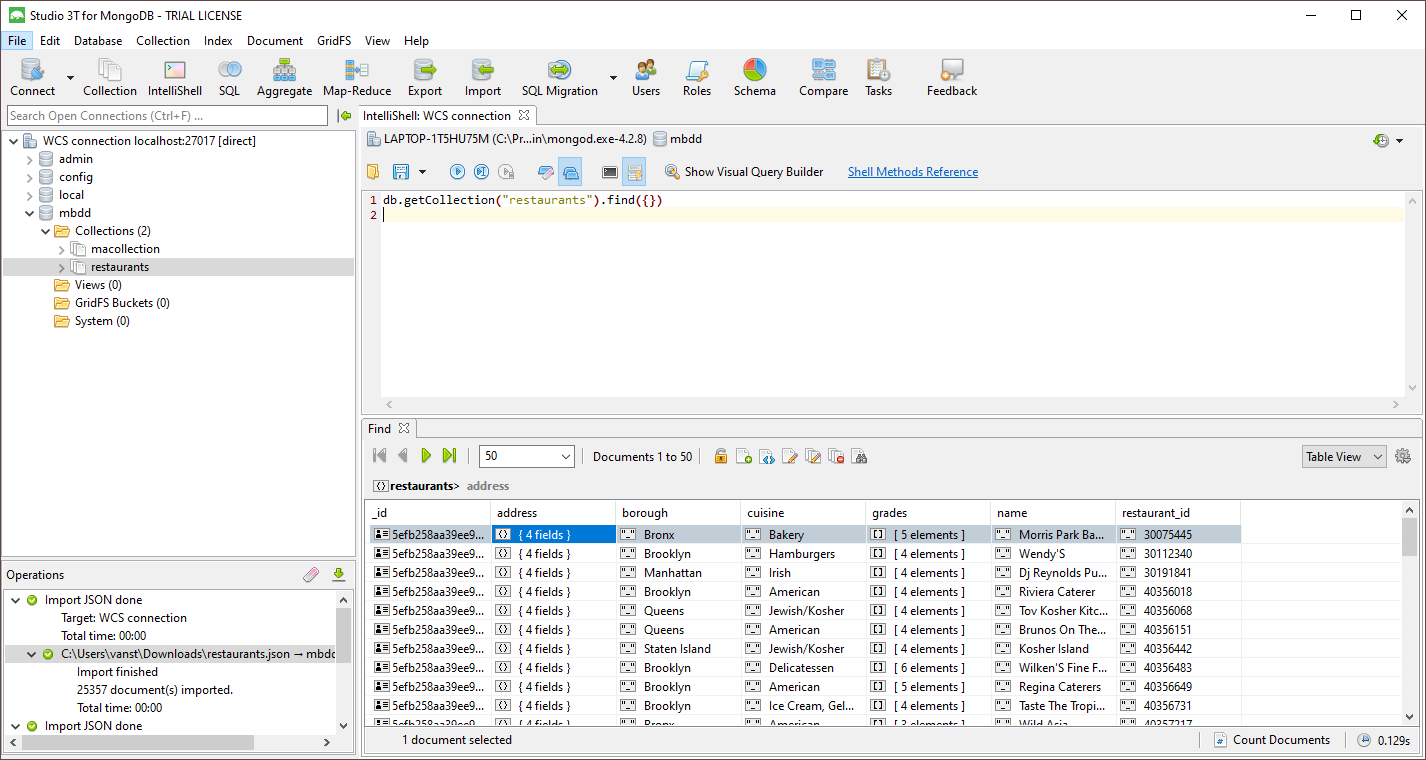 Studio 3T for MongoDB - TRIAL LICENSE
File Edit Database Collection Index Document GridFS View Help
Connect Collection IntelliShell SQL Aggregate Map-Reduce Export Import SQL Migration Users Roles Schema Compare Tasks Feedback
Search Open Connections (Ctrl+F) ...
WCS connection localhost:27017 [direct]
admin
config
local
mbdd
Collections (2)
macollection
restaurants
Views (0)
GridFS Buckets (0)
System (0)
Operations
Import JSON done
Target: WCS connection
Total time: 00:00
C:\Users\vanst\Downloads\restaurants.json → mbdd
Import finished
25357 document(s) imported.
Total time: 00:00
Import JSON done
IntelliShell: WCS connection
LAPTOP-1T5HU75M (C:\Pr...in\mongod.exe-4.2.8) mbdd
Show Visual Query Builder Shell Methods Reference
1 db.getCollection("restaurants").find({})
2
Find
50 Documents 1 to 50 Table View
restaurants> address
_id address borough cuisine grades name restaurant_id
5efb258aa39ee9... { 4 fields } Bronx Bakery [ 5 elements ] Morris Park Ba... 30075445
5efb258aa39ee9... { 4 fields } Brooklyn Hamburgers [ 4 elements ] Wendy'S 30112340
5efb258aa39ee9... { 4 fields } Manhattan Irish [ 4 elements ] Dj Reynolds Pu... 30191841
5efb258aa39ee9... { 4 fields } Brooklyn American [ 4 elements ] Riviera Caterer 40356018
5efb258aa39ee9... { 4 fields } Queens Jewish/Kosher [ 4 elements ] Tov Kosher Kitc... 40356068
5efb258aa39ee9... { 4 fields } Queens American [ 4 elements ] Brunos On The... 40356151
5efb258aa39ee9... { 4 fields } Staten Island Jewish/Kosher [ 4 elements ] Kosher Island 40356442
5efb258aa39ee9... { 4 fields } Brooklyn Delicatessen [ 6 elements ] Wilken'S Fine F... 40356483
5efb258aa39ee9... { 4 fields } Brooklyn American [ 5 elements ] Regina Caterers 40356649
5efb258aa39ee9... { 4 fields } Brooklyn Ice Cream, Gel... [ 4 elements ] Taste The Tropi... 40356731
5efb258aa39ee9... { 4 fields } Bronx American [ 3 elements ] Wild Asia 40357217
1 document selected Count Documents 0.129s